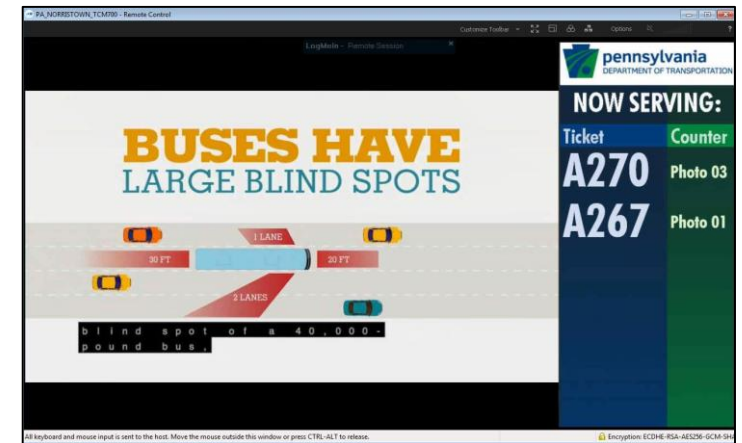 PA_NORRISTOWN_TCM700 - Remote Control
Customize Toolbar
Options
?
LogMeIn - Remote Session
pennsylvania
DEPARTMENT OF TRANSPORTATION
NOW SERVING:
Ticket Counter
A270 Photo 03
A267 Photo 01
BUSES HAVE
LARGE BLIND SPOTS
1 LANE
30 FT
20 FT
2 LANES
blind spot of a 40,000-
pound bus,
All keyboard and mouse input is sent to the host. Move the mouse outside this window or press CTRL-ALT to release.
Encryption: ECDHE-RSA-AES256-GCM-SHA